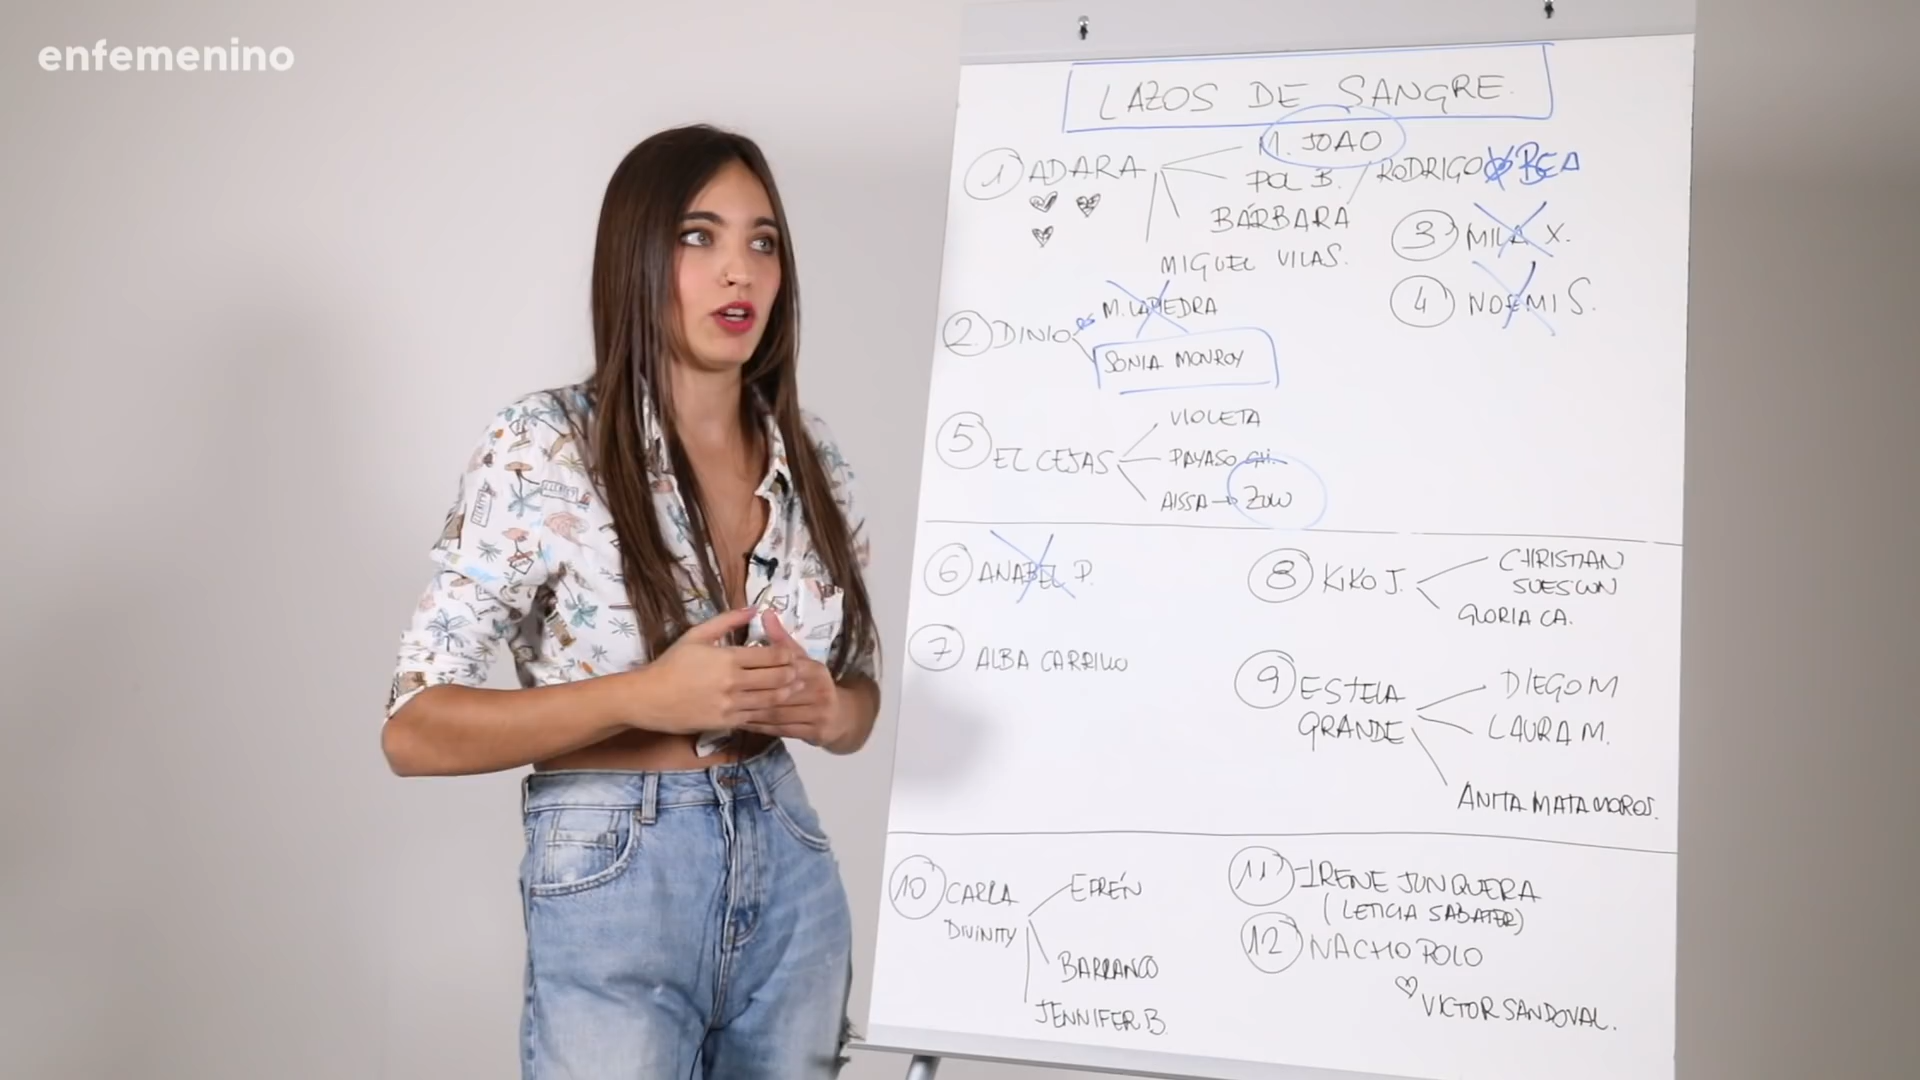 enfemenino
LAZOS DE SANGRE.
1 ADARA
M. JOAO
POL B.
RODRIGO BEA
BÁRBARA
MIGUEL VILAS.
3 MILA X.
4 NOEMI S.
2 DINIO
M. LAPIEDRA
SONIA MONROY
5 EL CEJAS
VIOLETA
PAYASO
AISSA
6 ANABEL P.
7 ALBA CARRILLO
8 KIKO J.
CHRISTIAN
SUESCUN
GLORIA CA.
9 ESTELA
GRANDE
DIEGO M
LAURA M.
ANITA MATAMOROS.
10 CARLA
DIVINITY
EFRÉN
BARRANCO
JENNIFER B.
11 IRENE JUNQUERA
(LETICIA SABATER)
12 NACHO POLO
VICTOR SANDOVAL.